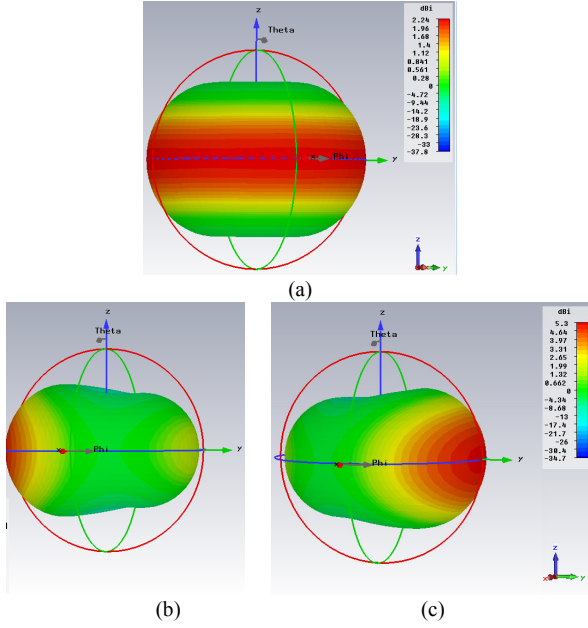 dBi
z
Theta
2.24
1.96
1.68
1.4
1.12
0.841
0.561
0.28
0
-4.72
-9.44
-14.2
-18.9
-23.6
-28.3
-33
-37.8
x Phi y
z
y
(a)
z
Theta
x Phi y
z
Theta
x Phi y
dBi
5.3
4.64
3.97
3.31
2.65
1.99
1.32
0.662
0
-4.34
-8.68
-13
-17.4
-21.7
-26
-30.4
-34.7
z
x y
(b)
(c)